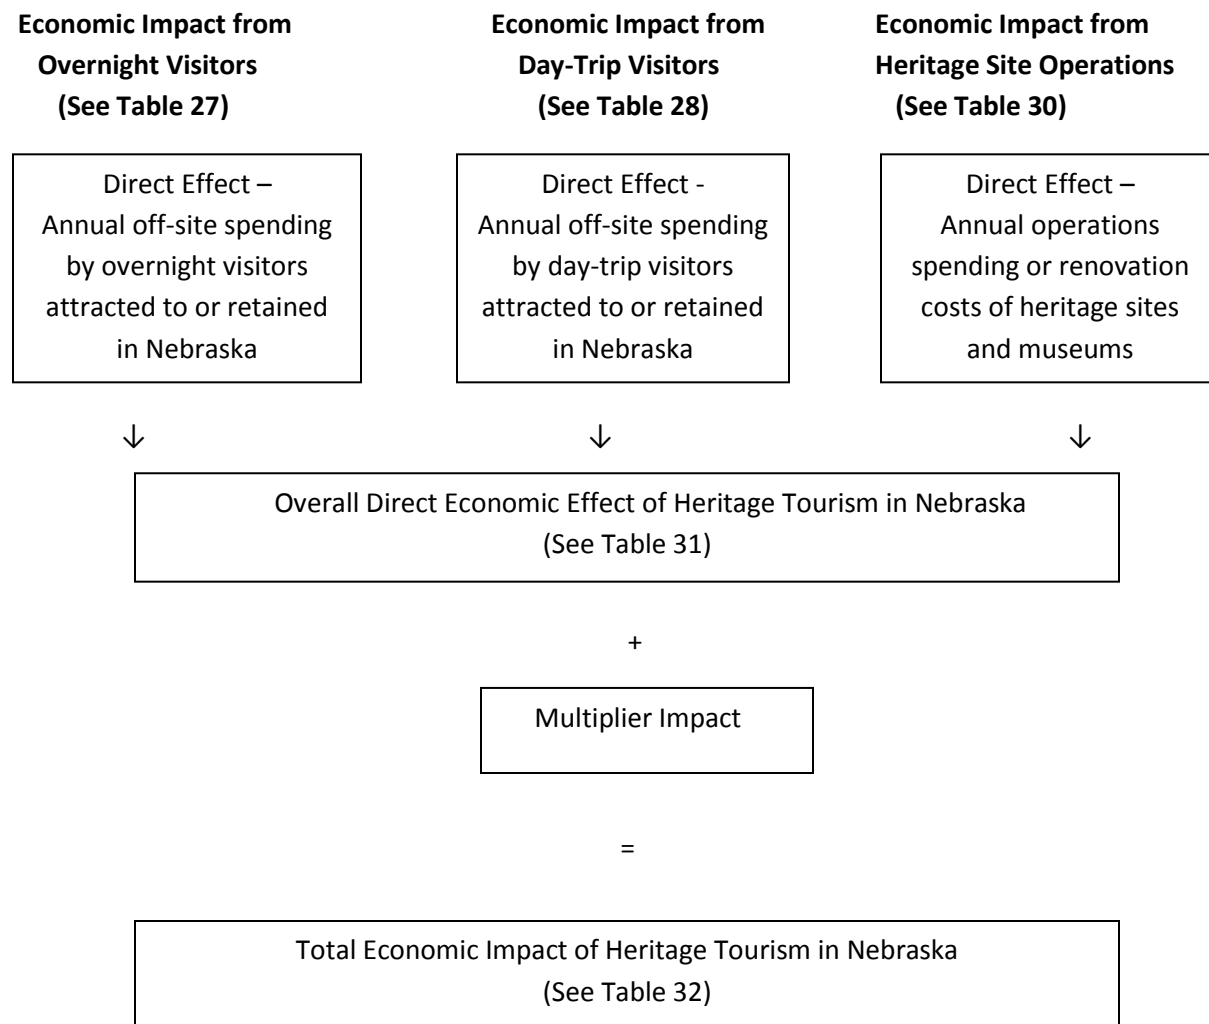 Economic Impact from
Overnight Visitors
(See Table 27)
Economic Impact from
Day-Trip Visitors
(See Table 28)
Economic Impact from
Heritage Site Operations
(See Table 30)
Direct Effect –
Annual off-site spending
by overnight visitors
attracted to or retained
in Nebraska
Direct Effect -
Annual off-site spending
by day-trip visitors
attracted to or retained
in Nebraska
Direct Effect –
Annual operations
spending or renovation
costs of heritage sites
and museums
↓ ↓ ↓
Overall Direct Economic Effect of Heritage Tourism in Nebraska
(See Table 31)
+
Multiplier Impact
=
Total Economic Impact of Heritage Tourism in Nebraska
(See Table 32)